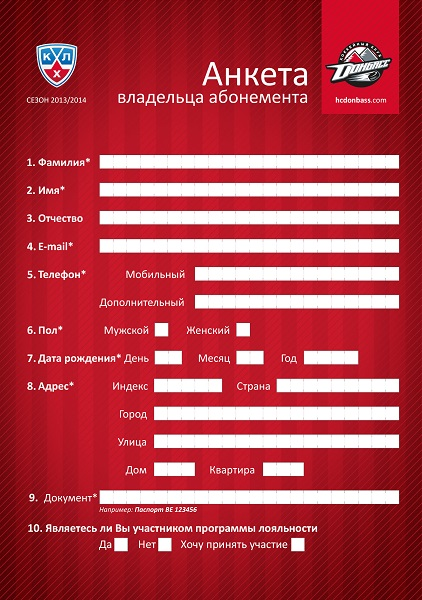 КХЛ
СЕЗОН 2013/2014
Анкета
владельца абонемента
ХОККЕЙНЫЙ КЛУБ
ДОНБАСС
hcdonbass.com
1. Фамилия*
2. Имя*
3. Отчество
4. E-mail*
5. Телефон* Мобильный
Дополнительный
6. Пол* Мужской Женский
7. Дата рождения* День Месяц Год
8. Адрес* Индекс Страна
Город
Улица
Дом Квартира
9. Документ*
Например: Паспорт ВЕ 123456
10. Являетесь ли Вы участником программы лояльности
Да Нет Хочу принять участие